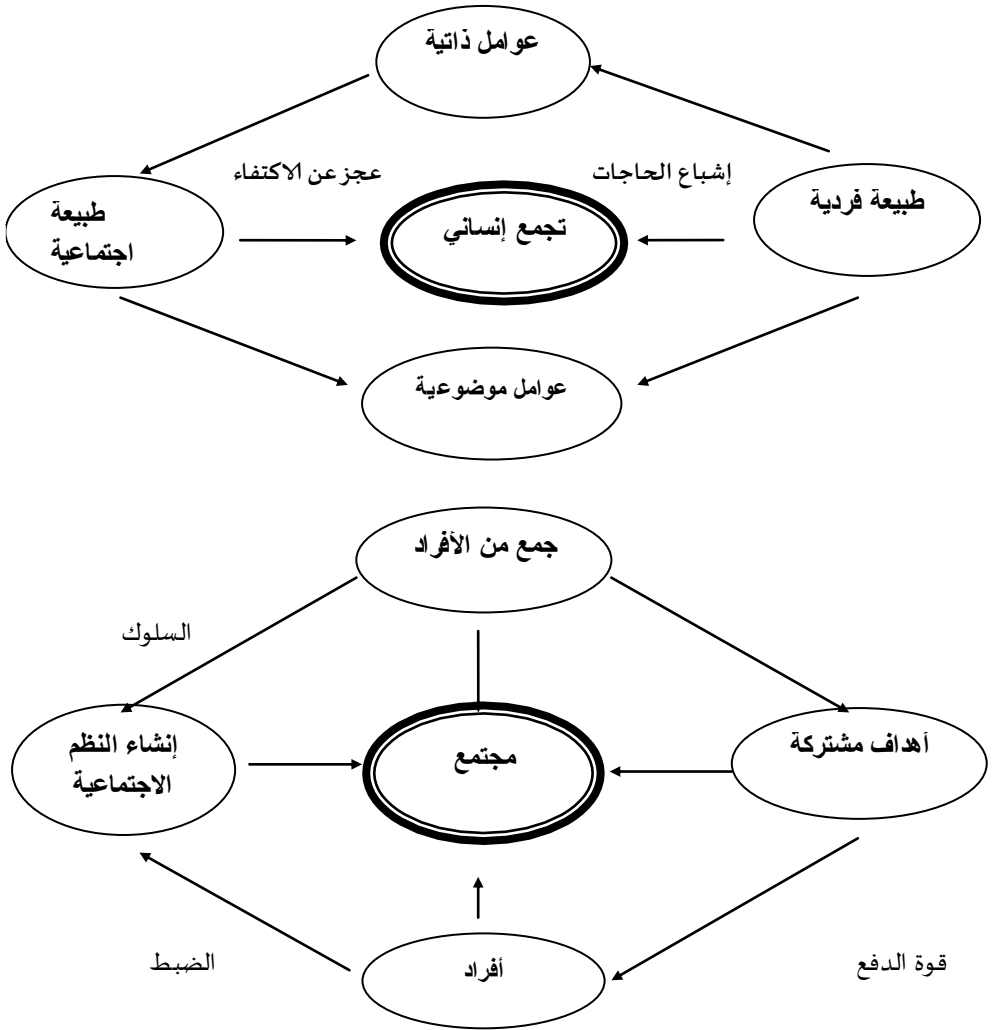 عوامل ذاتية
إشباع الحاجات
عجز عن الاكتفاء
طبيعة فردية
تجمع إنساني
طبيعة
اجتماعية
عوامل موضوعية
جمع من الأفراد
السلوك
أهداف مشتركة
مجتمع
إنشاء النظم
الاجتماعية
قوة الدفع
أفراد
الضبط